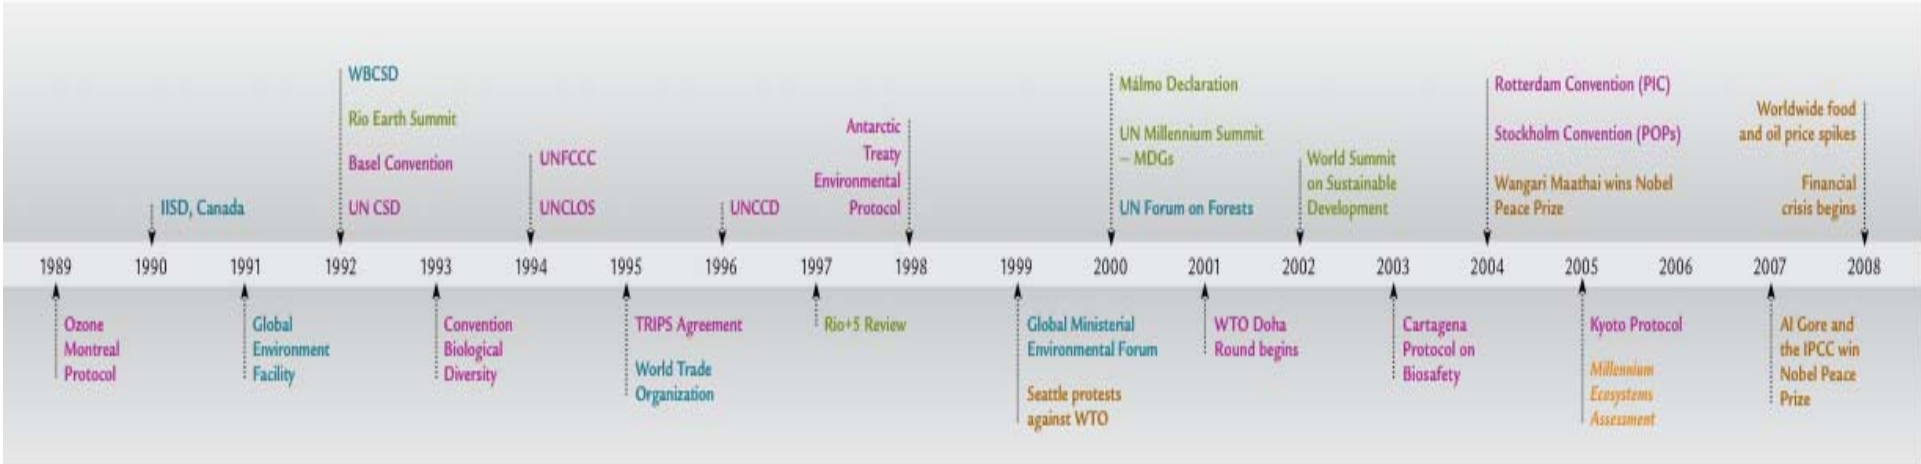 WBCSD
Rio Earth Summit
Basel Convention
UN CSD
IISD, Canada
UNFCCC
UNCLOS
UNCCD
Antarctic
Treaty
Environmental
Protocol
Málmo Declaration
UN Millennium Summit
– MDGs
UN Forum on Forests
World Summit
on Sustainable
Development
Rotterdam Convention (PIC)
Stockholm Convention (POPs)
Wangari Maathai wins Nobel
Peace Prize
Worldwide food
and oil price spikes
Financial
crisis begins
1989 1990 1991 1992 1993 1994 1995 1996 1997 1998 1999 2000 2001 2002 2003 2004 2005 2006 2007 2008
Ozone
Montreal
Protocol
Global
Environment
Facility
Convention
Biological
Diversity
TRIPS Agreement
World Trade
Organization
Rio+5 Review
Global Ministerial
Environmental Forum
Seattle protests
against WTO
WTO Doha
Round begins
Cartagena
Protocol on
Biosafety
Kyoto Protocol
Millennium
Ecosystems
Assessment
Al Gore and
the IPCC win
Nobel Peace
Prize